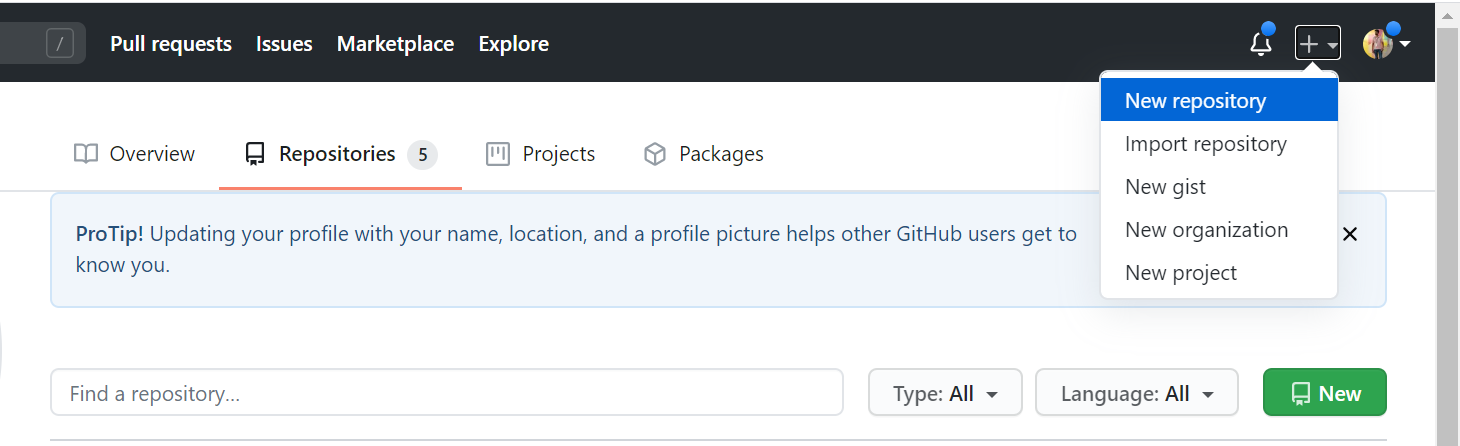 / Pull requests Issues Marketplace Explore
New repository
Import repository
New gist
New organization
New project
Overview Repositories 5 Projects Packages
ProTip! Updating your profile with your name, location, and a profile picture helps other GitHub users get to
know you.
Find a repository... Type: All Language: All New